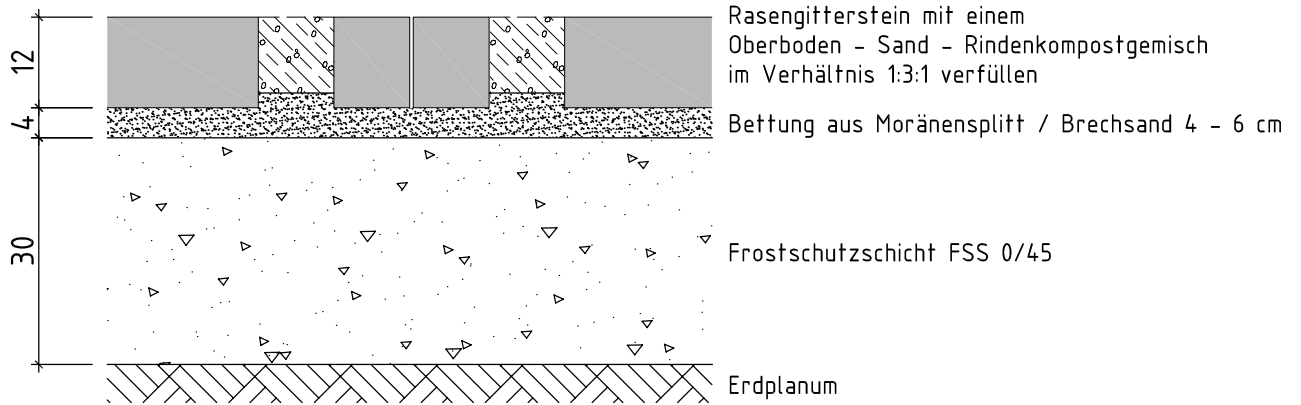 12
Rasengitterstein mit einem
Oberboden - Sand - Rindenkompostgemisch
im Verhältnis 1:3:1 verfüllen
4
Bettung aus Moränensplitt / Brechsand 4 - 6 cm
30
Frostschutzschicht FSS 0/45
Erdplanum